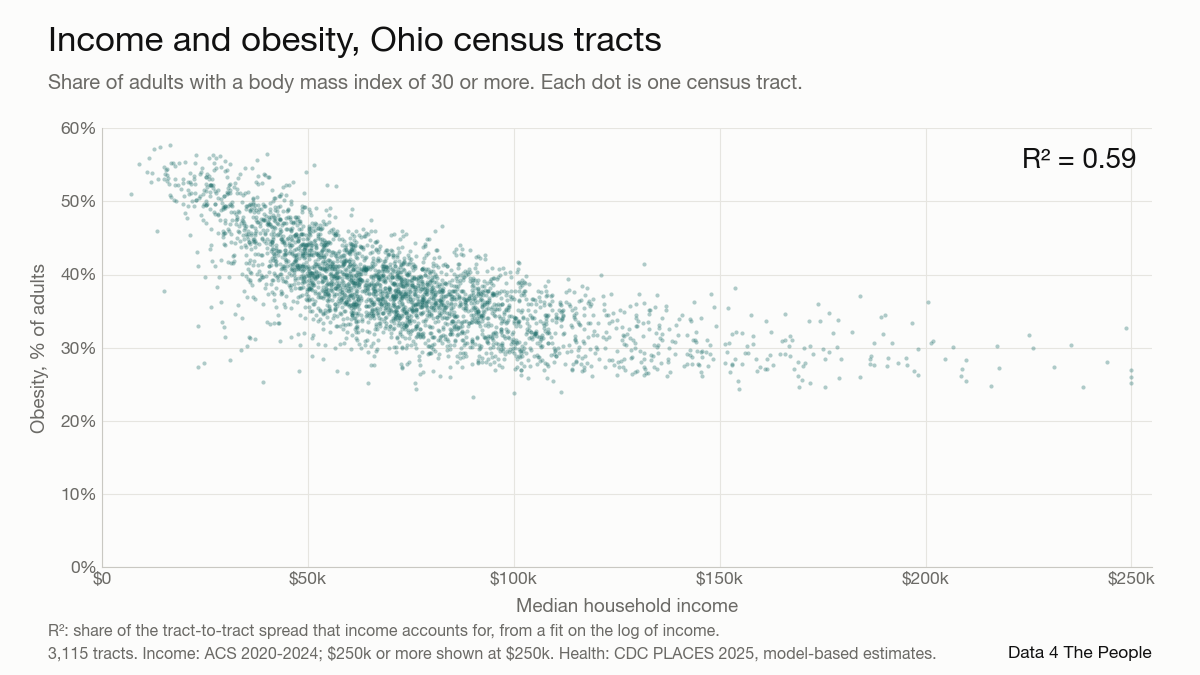 Income and obesity, Ohio census tracts
Share of adults with a body mass index of 30 or more. Each dot is one census tract.
R² = 0.59
60%
50%
40%
30%
20%
10%
0%
Obesity, % of adults
$0
$50k
$100k
$150k
$200k
$250k
Median household income
R²: share of the tract-to-tract spread that income accounts for, from a fit on the log of income.
3,115 tracts. Income: ACS 2020-2024; $250k or more shown at $250k. Health: CDC PLACES 2025, model-based estimates.
Data 4 The People